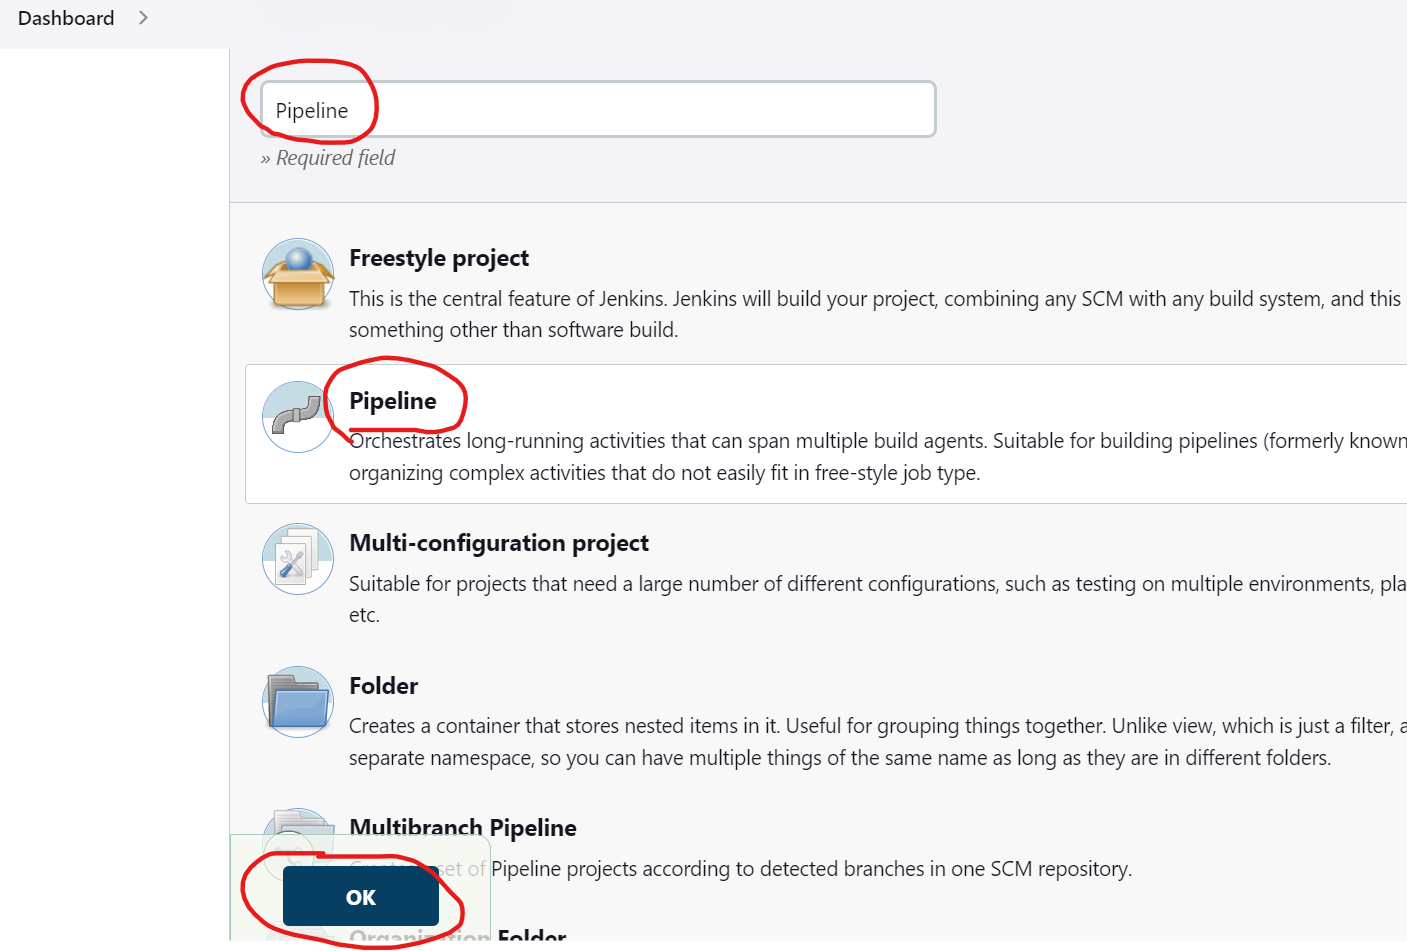 Dashboard
Pipeline
» Required field
Freestyle project
This is the central feature of Jenkins. Jenkins will build your project, combining any SCM with any build system, and this
something other than software build.
Pipeline
Orchestrates long-running activities that can span multiple build agents. Suitable for building pipelines (formerly known
organizing complex activities that do not easily fit in free-style job type.
Multi-configuration project
Suitable for projects that need a large number of different configurations, such as testing on multiple environments, pla
etc.
Folder
Creates a container that stores nested items in it. Useful for grouping things together. Unlike view, which is just a filter, a
separate namespace, so you can have multiple things of the same name as long as they are in different folders.
Multibranch Pipeline
set of Pipeline projects according to detected branches in one SCM repository.
OK
Organization Folder